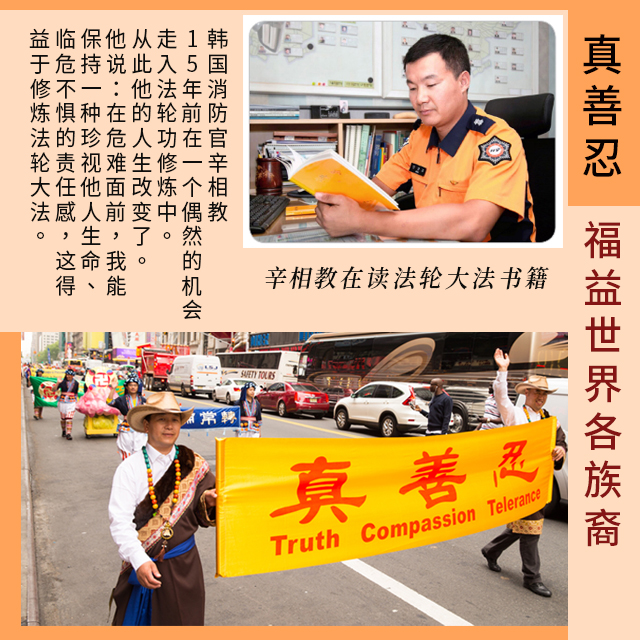 真善忍
福益世界各族裔
韩国消防官辛相教
15年前在一个偶然的机会
走入法轮功修炼中。
从此他的人生改变了。
他说：在危难面前，我能
保持一种珍视他人生命、
临危不惧的责任感，这得
益于修炼法轮大法。
辛相教在读法轮大法书籍
SAFETY TOURS
真善忍
Truth Compassion Tolerance